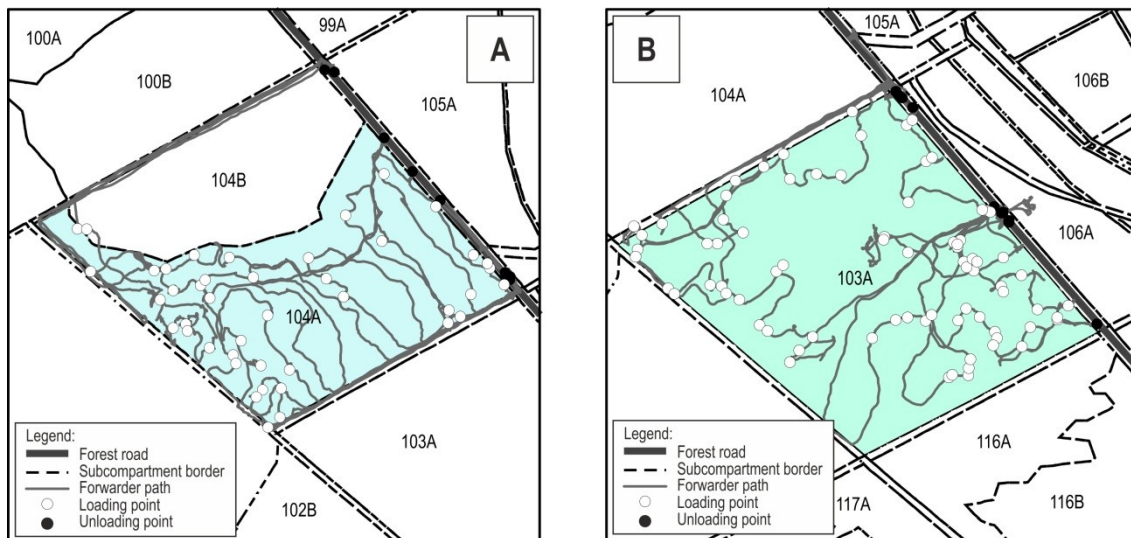 A
100A
99A
100B
105A
104B
104A
103A
102B
Legend:
Forest road
Subcompartment border
Forwarder path
Loading point
Unloading point
B
105A
106B
104A
106A
103A
116A
117A
116B
Legend:
Forest road
Subcompartment border
Forwarder path
Loading point
Unloading point